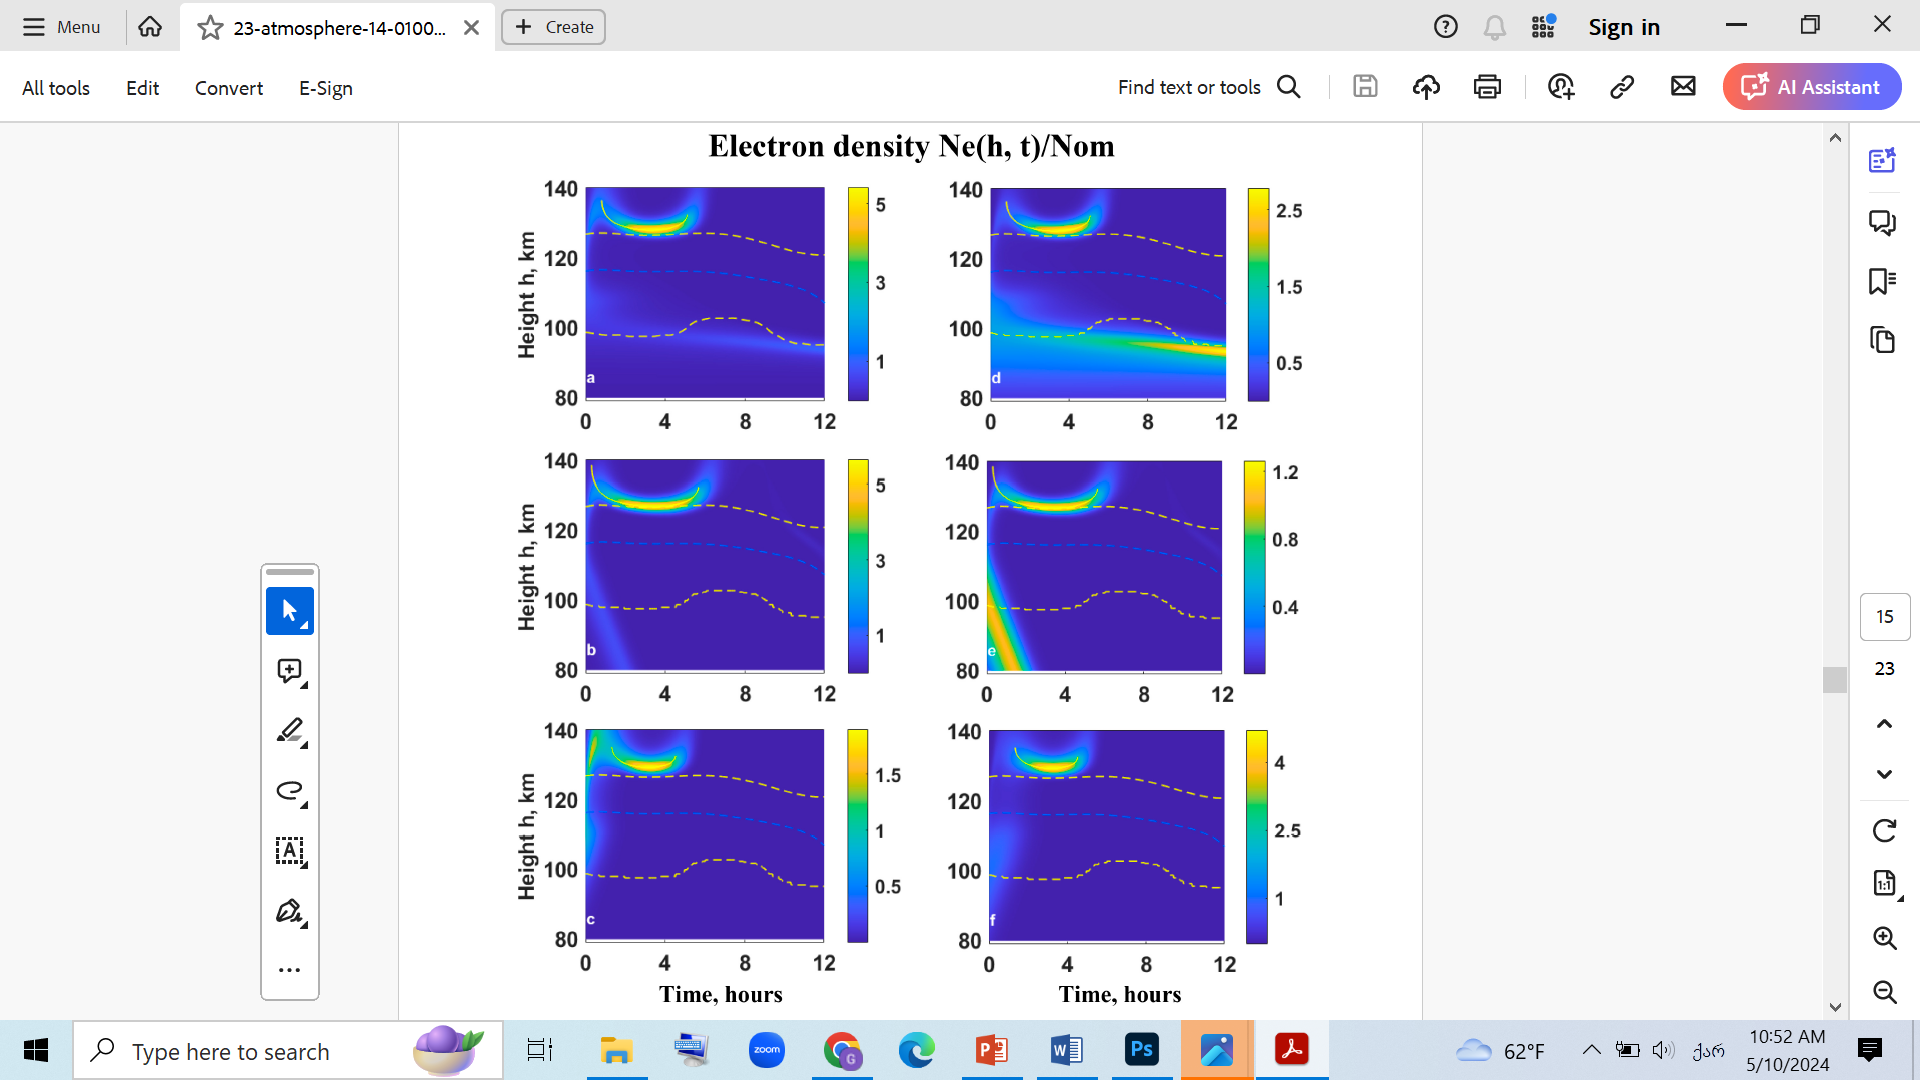 Menu
23-atmosphere-14-0100...
Create
Sign in
All tools
Edit
Convert
E-Sign
Find text or tools
AI Assistant
Electron density Ne(h, t)/Nom
Height h, km
140
120
100
80
a
0
4
8
12
5
3
1
140
120
100
80
d
0
4
8
12
2.5
1.5
0.5
Height h, km
140
120
100
80
b
0
4
8
12
5
3
1
140
120
100
80
e
0
4
8
12
1.2
0.8
0.4
Height h, km
140
120
100
80
c
0
4
8
12
1.5
1
0.5
Time, hours
140
120
100
80
f
0
4
8
12
4
2.5
1
Time, hours
A
15
23
1:1
Type here to search
zoom
G
P
W
Ps
62°F
ქარ
10:52 AM
5/10/2024